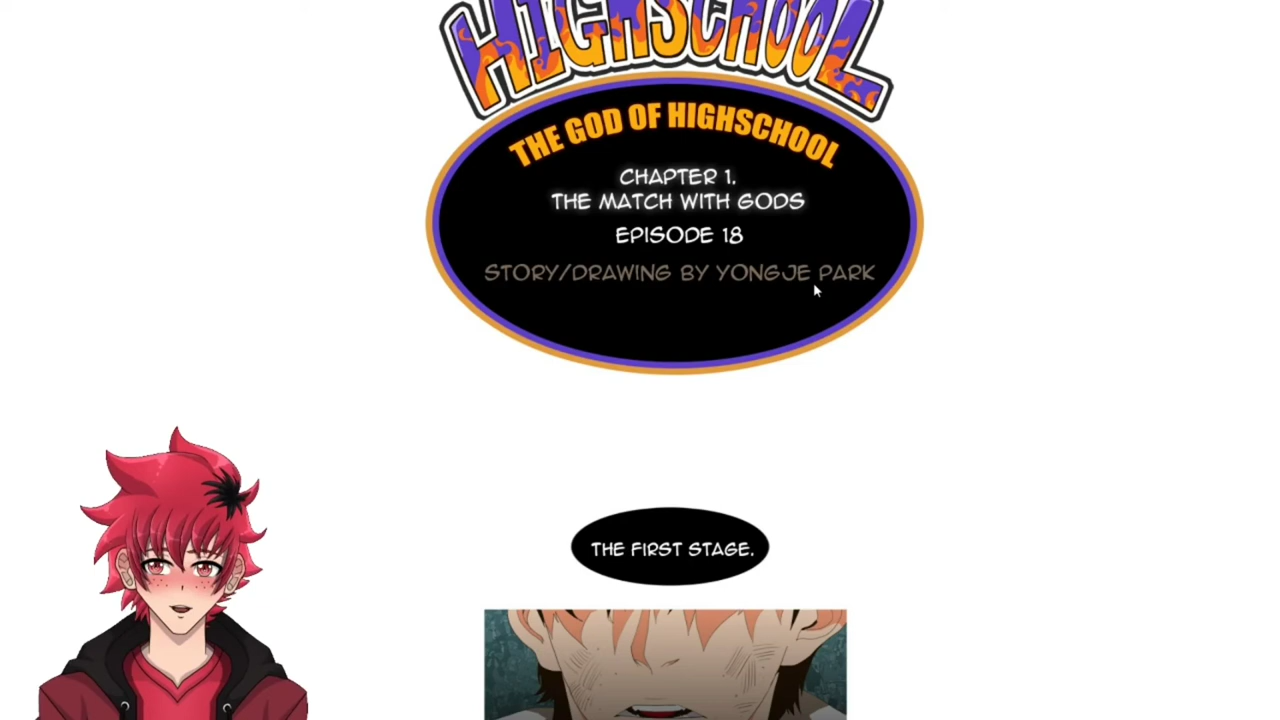 HIGHSCHOOL
THE GOD OF HIGHSCHOOL
CHAPTER 1.
THE MATCH WITH GODS
EPISODE 18
STORY/DRAWING BY YONGJE PARK
THE FIRST STAGE.